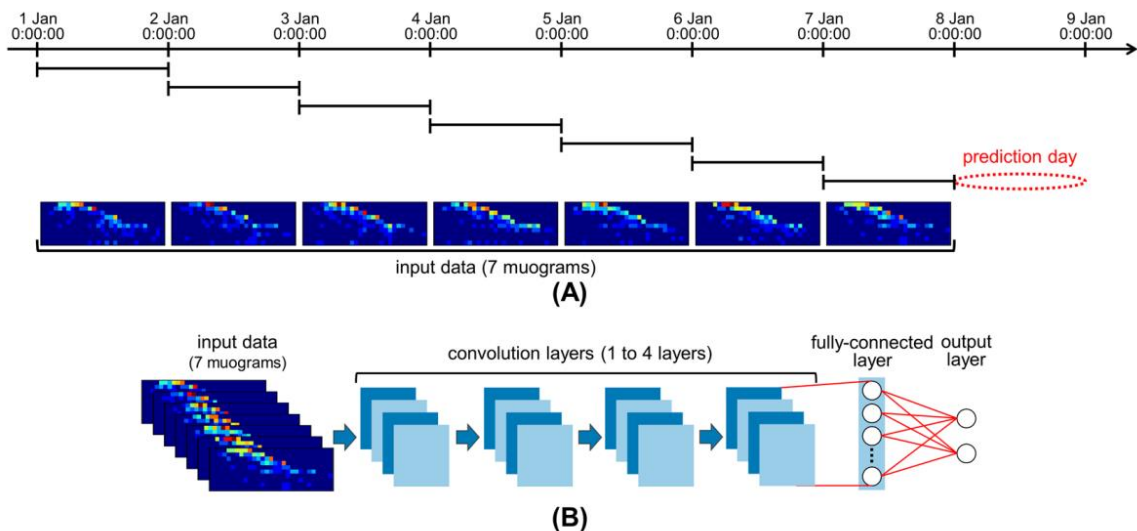 1 Jan 2 Jan 3 Jan 4 Jan 5 Jan 6 Jan 7 Jan 8 Jan 9 Jan
0:00:00 0:00:00 0:00:00 0:00:00 0:00:00 0:00:00 0:00:00 0:00:00 0:00:00
prediction day
input data (7 muograms)
(A)
input data
(7 muograms)
convolution layers (1 to 4 layers)
fully-connected
layer
output
layer
(B)